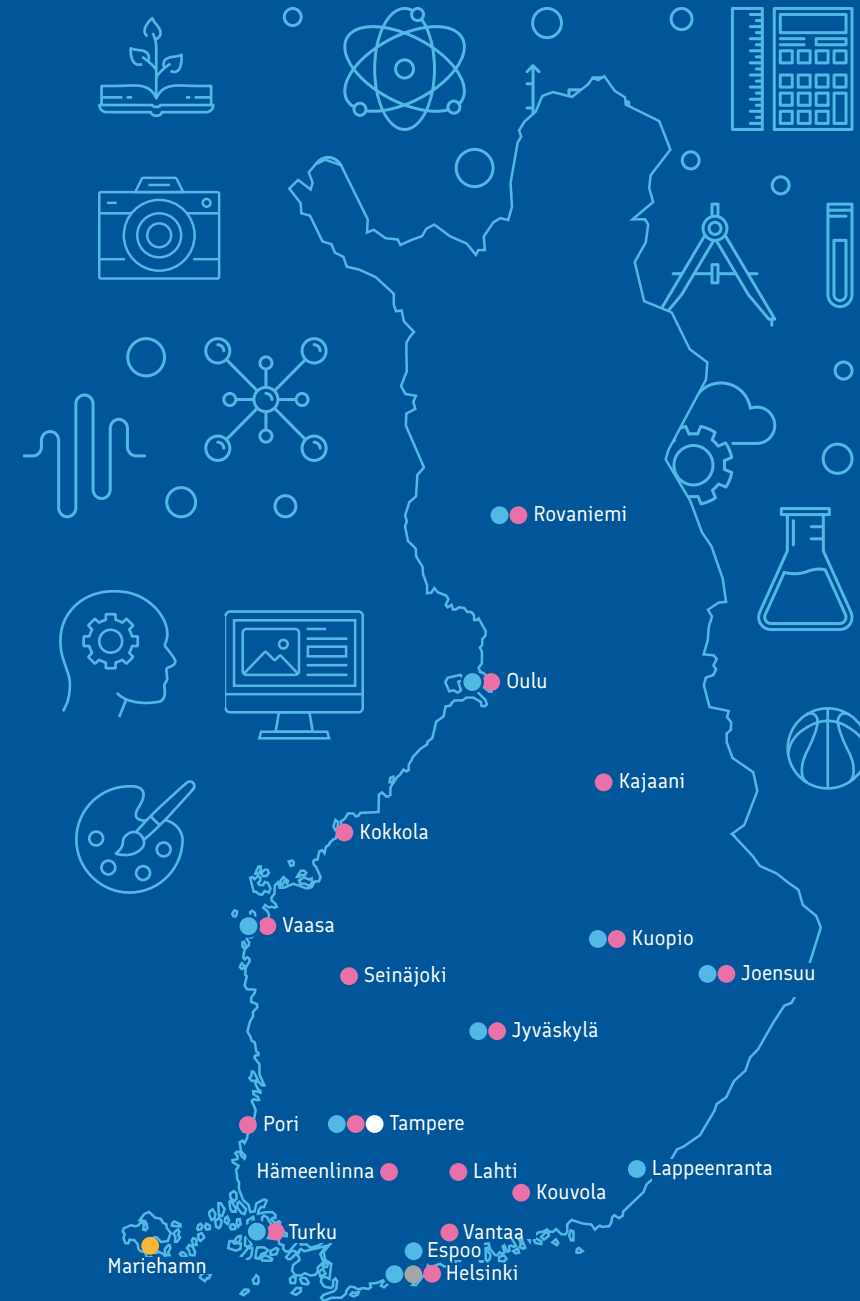 Rovaniemi
Oulu
Kajaani
Kokkola
Vaasa
Kuopio
Seinäjoki
Joensuu
Jyväskylä
Pori
Tampere
Hämeenlinna
Lahti
Lappeenranta
Kouvola
Turku
Vantaa
Espoo
Mariehamn
Helsinki